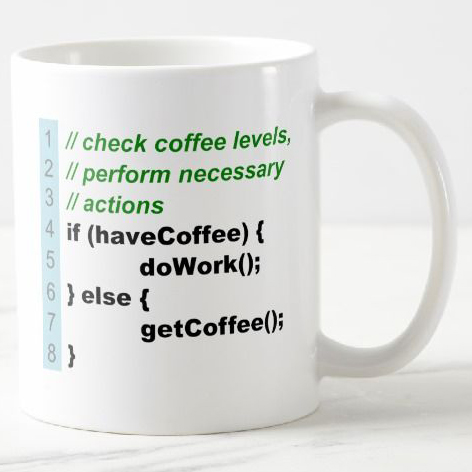 1 // check coffee levels,
2 // perform necessary
3 // actions
4 if (haveCoffee) {
5 doWork();
6 } else {
7 getCoffee();
8 }